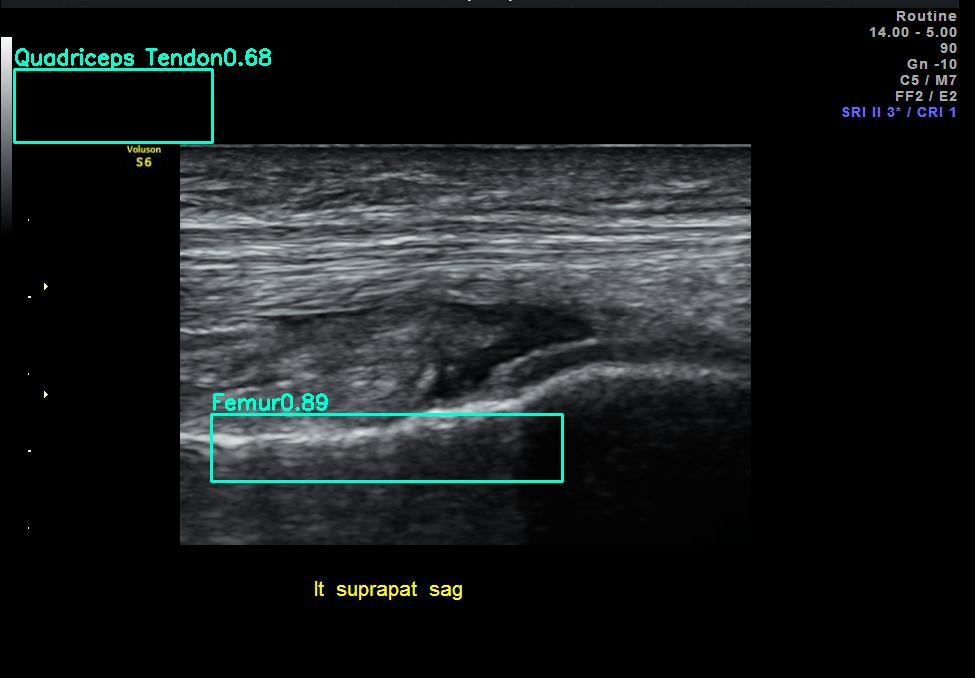 Routine
14.00 - 5.00
90
Gn -10
C5 / M7
FF2 / E2
SRI II 3* / CRI 1
Quadriceps Tendon0.68
Voluson
S6
Femur0.89
lt suprapat sag